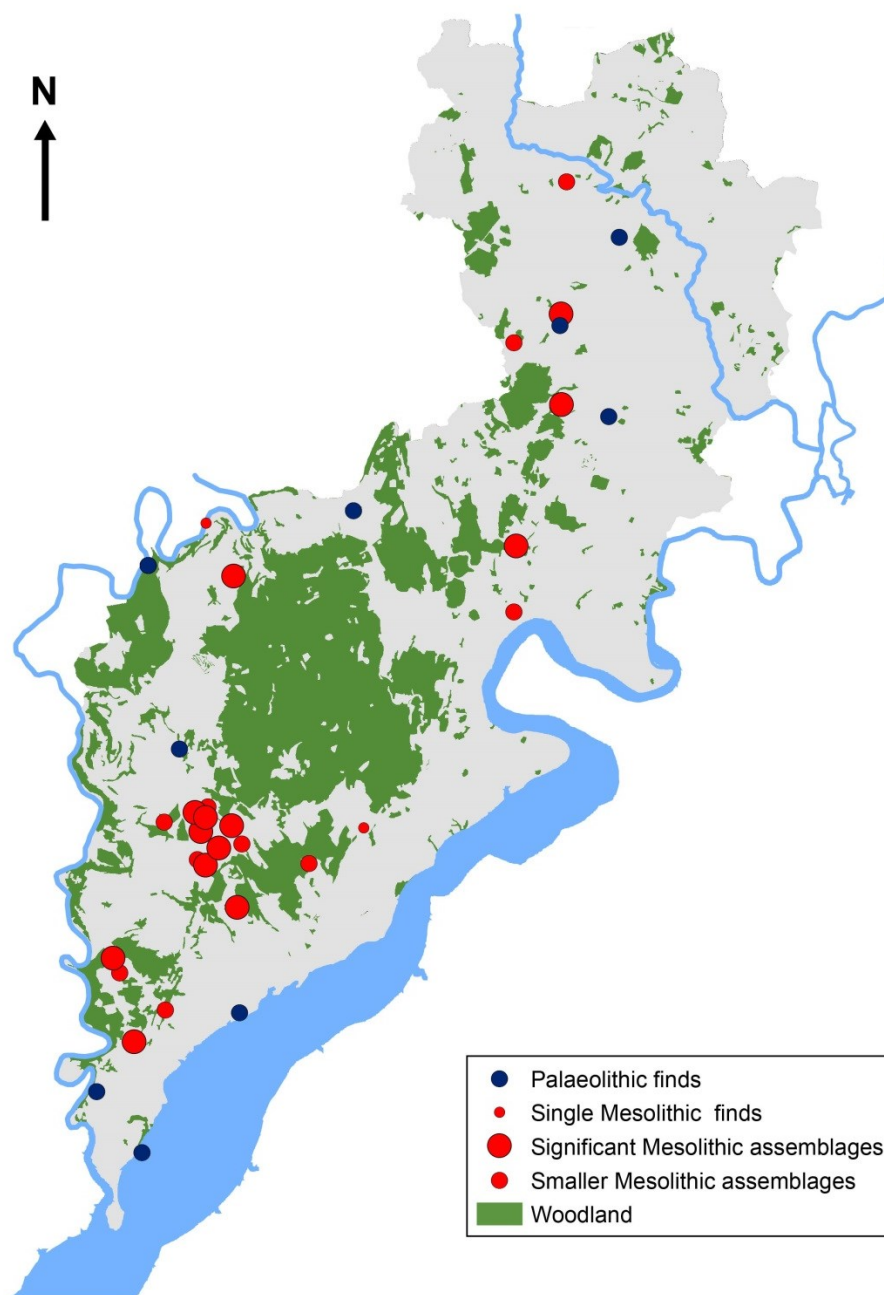 N
Palaeolithic finds
Single Mesolithic finds
Significant Mesolithic assemblages
Smaller Mesolithic assemblages
Woodland